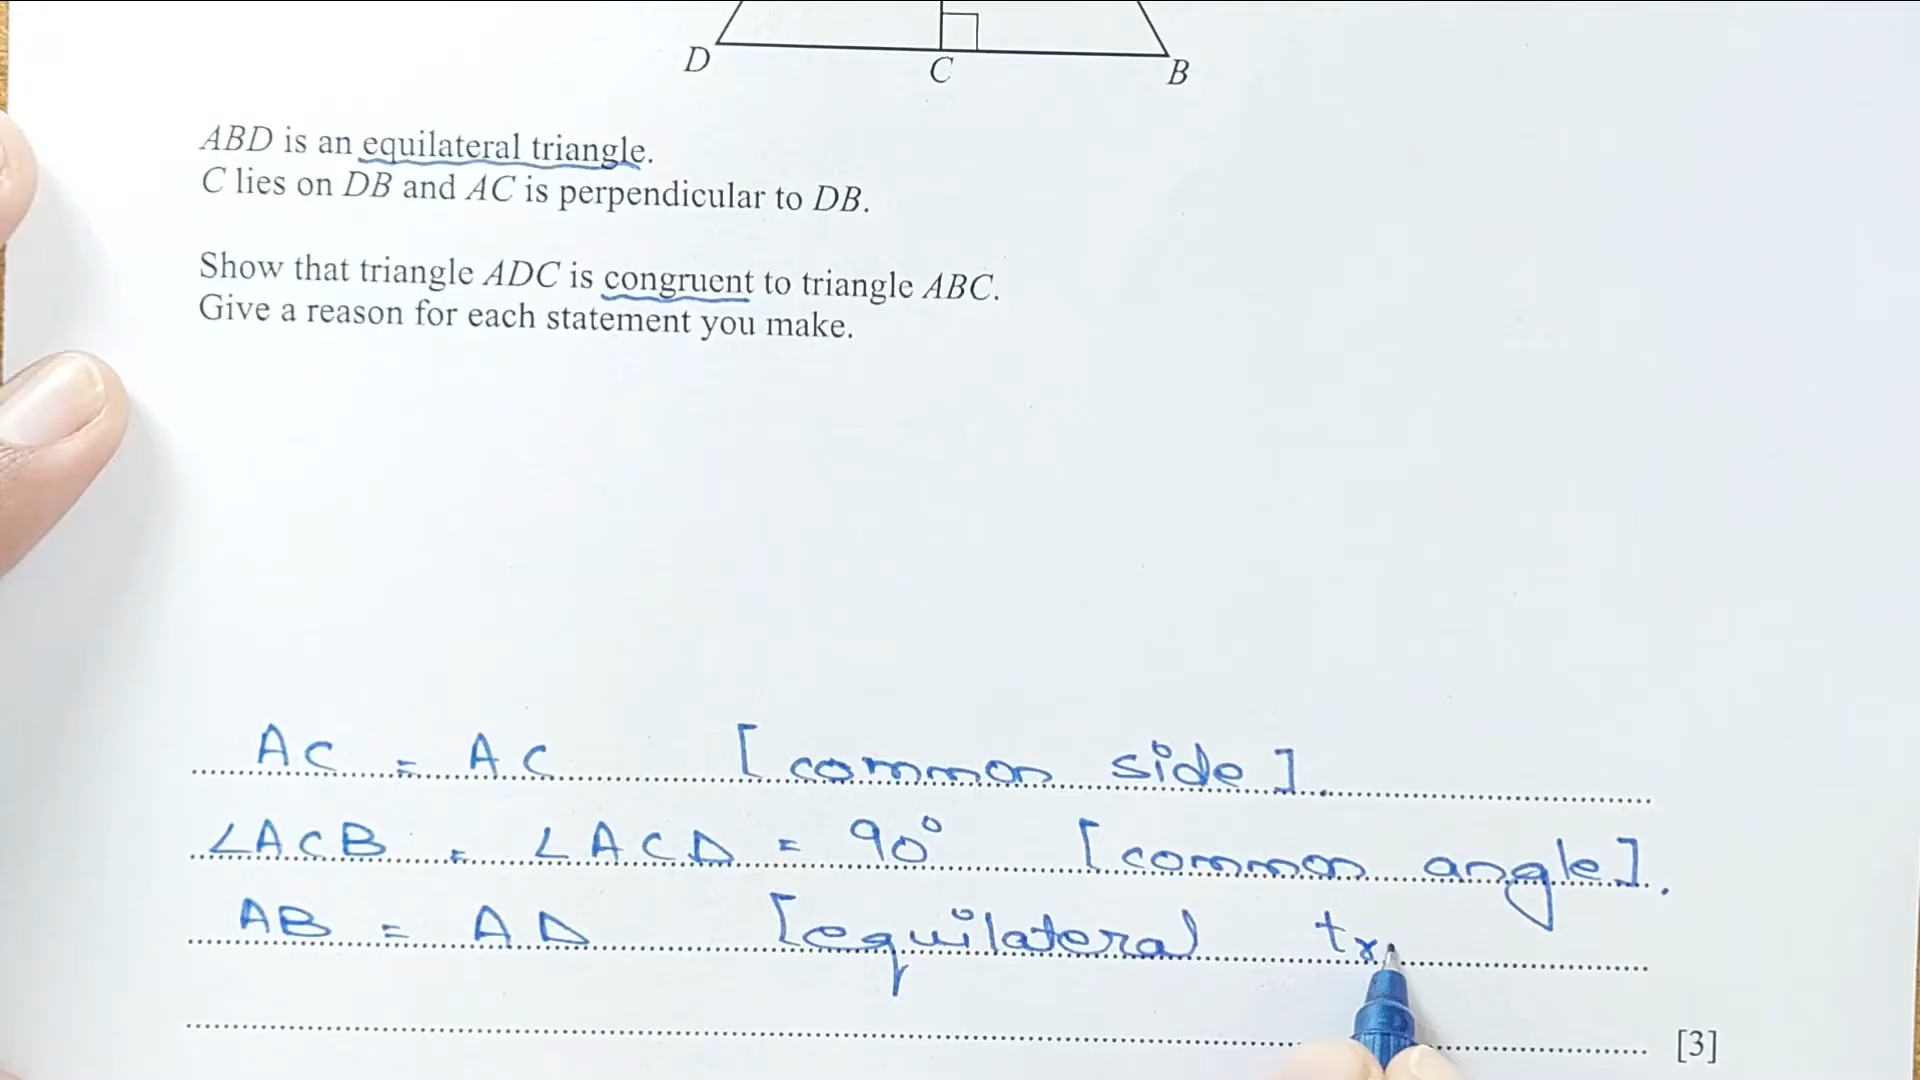 D C B
ABD is an equilateral triangle.
C lies on DB and AC is perpendicular to DB.
Show that triangle ADC is congruent to triangle ABC.
Give a reason for each statement you make.
AC = AC [common side].
∠ACB = ∠ACD = 90° [common angle].
AB = AD [equilateral tr
[3]